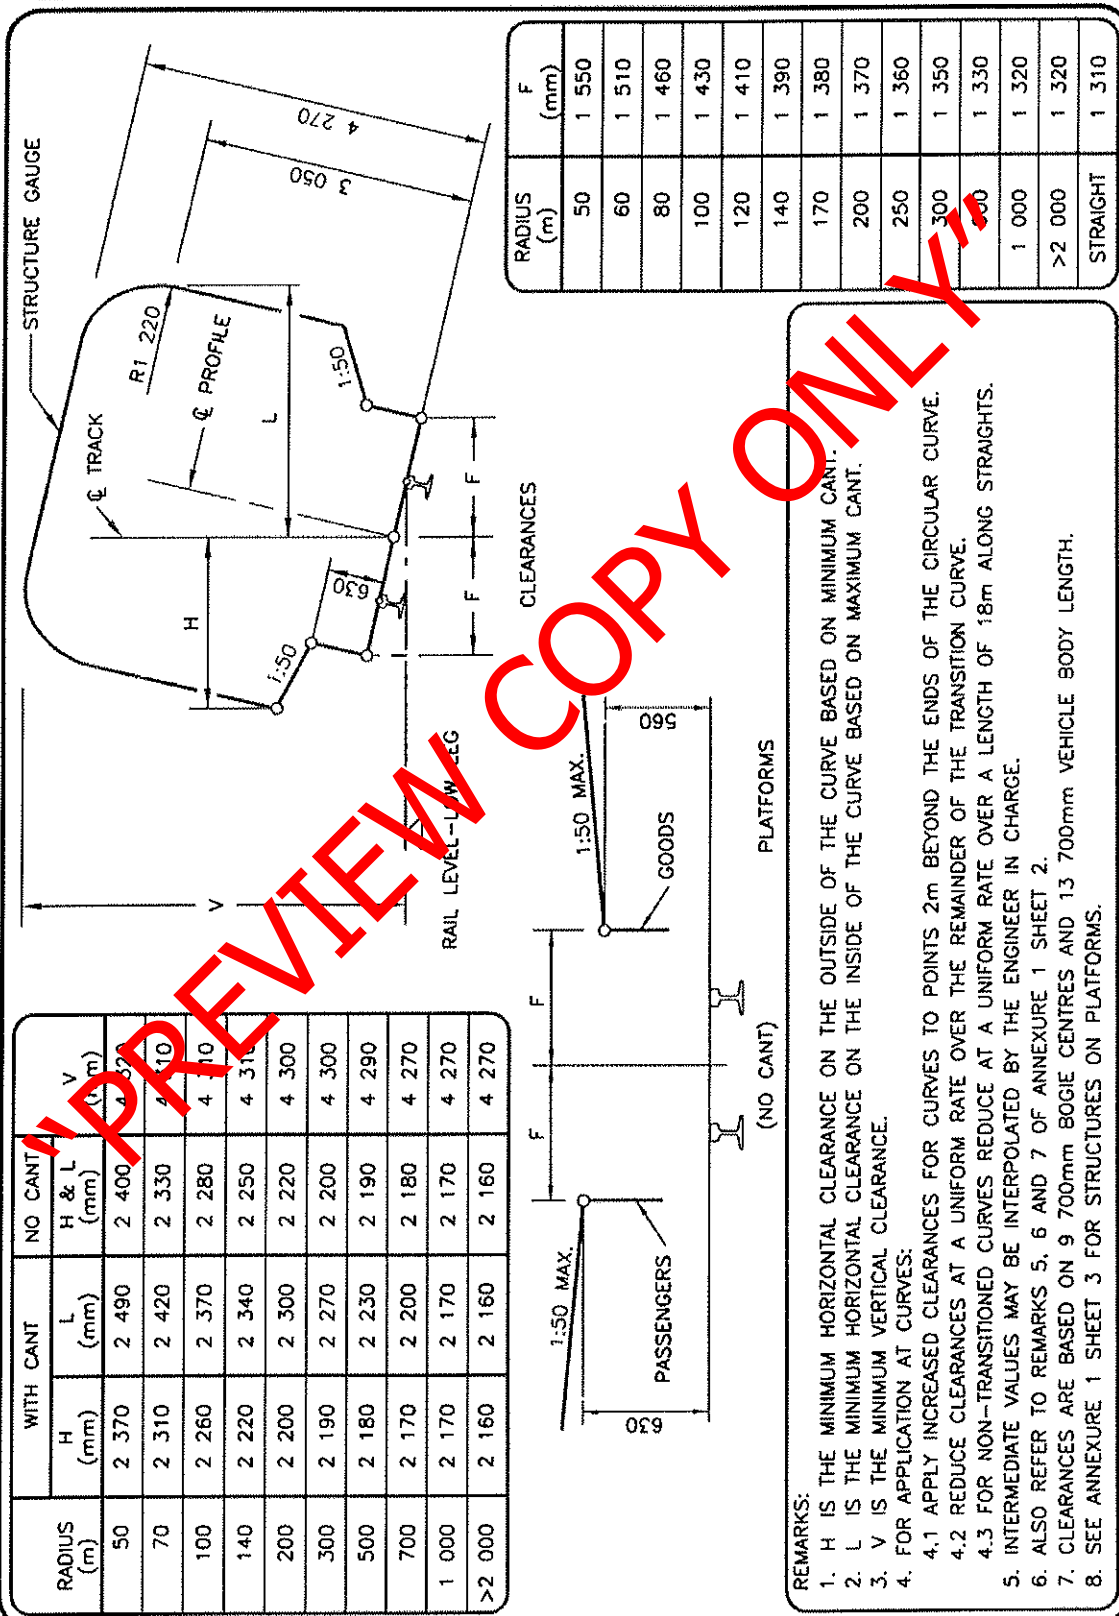 WITH CANT
NO CANT
RADIUS (m) H (mm) L (mm) H & L (mm) V
50 2 370 2 490 2 400
70 2 310 2 420 2 330
100 2 260 2 370 2 280
140 2 220 2 340 2 250 4 310
200 2 200 2 300 2 220 4 300
300 2 190 2 270 2 200 4 300
500 2 180 2 230 2 190 4 290
700 2 170 2 200 2 180 4 270
1 000 2 170 2 170 2 170 4 270
>2 000 2 160 2 160 2 160 4 270
STRUCTURE GAUGE
℄ TRACK
R1 220
℄ PROFILE
H
L
V
1:50
1:50
630
F
F
3 050
4 270
RAIL LEVEL-LOW LEG
CLEARANCES
RADIUS (m) F (mm)
50 1 550
60 1 510
80 1 460
100 1 430
120 1 410
140 1 390
170 1 380
200 1 370
250 1 360
300 1 350
1 330
1 000 1 320
>2 000 1 320
STRAIGHT 1 310
1:50 MAX.
F
F
1:50 MAX.
630
PASSENGERS
GOODS
560
(NO CANT)
PLATFORMS
REMARKS:
1. H IS THE MINIMUM HORIZONTAL CLEARANCE ON THE OUTSIDE OF THE CURVE BASED ON MINIMUM CANT.
2. L IS THE MINIMUM HORIZONTAL CLEARANCE ON THE INSIDE OF THE CURVE BASED ON MAXIMUM CANT.
3. V IS THE MINIMUM VERTICAL CLEARANCE.
4. FOR APPLICATION AT CURVES:
4.1 APPLY INCREASED CLEARANCES FOR CURVES TO POINTS 2m BEYOND THE ENDS OF THE CIRCULAR CURVE.
4.2 REDUCE CLEARANCES AT A UNIFORM RATE OVER THE REMAINDER OF THE TRANSITION CURVE.
4.3 FOR NON-TRANSITIONED CURVES REDUCE AT A UNIFORM RATE OVER A LENGTH OF 18m ALONG STRAIGHTS.
5. INTERMEDIATE VALUES MAY BE INTERPOLATED BY THE ENGINEER IN CHARGE.
6. ALSO REFER TO REMARKS 5, 6 AND 7 OF ANNEXURE 1 SHEET 2.
7. CLEARANCES ARE BASED ON 9 700mm BOGIE CENTRES AND 13 700mm VEHICLE BODY LENGTH.
8. SEE ANNEXURE 1 SHEET 3 FOR STRUCTURES ON PLATFORMS.
"PREVIEW COPY ONLY"